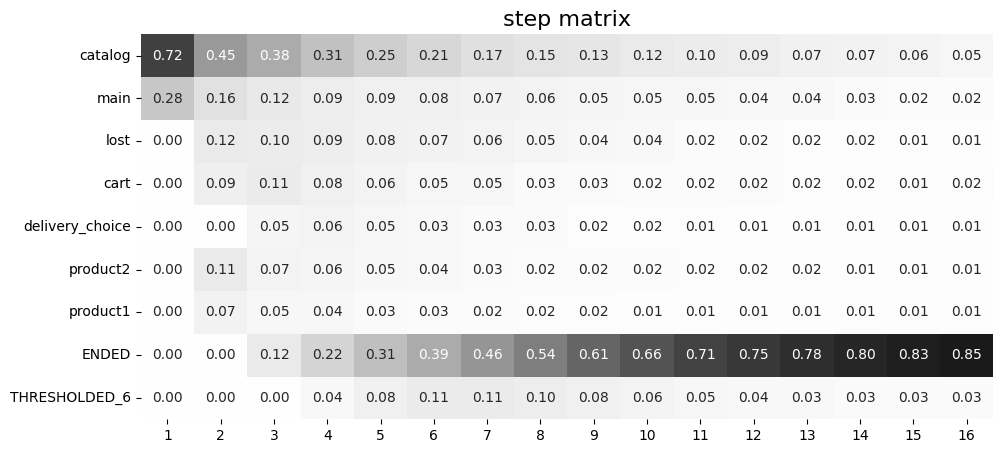 step matrix
catalog 0.72 0.45 0.38 0.31 0.25 0.21 0.17 0.15 0.13 0.12 0.10 0.09 0.07 0.07 0.06 0.05
main 0.28 0.16 0.12 0.09 0.09 0.08 0.07 0.06 0.05 0.05 0.05 0.04 0.04 0.03 0.02 0.02
lost 0.00 0.12 0.10 0.09 0.08 0.07 0.06 0.05 0.04 0.04 0.02 0.02 0.02 0.02 0.01 0.01
cart 0.00 0.09 0.11 0.08 0.06 0.05 0.05 0.03 0.03 0.02 0.02 0.02 0.02 0.02 0.01 0.02
delivery_choice 0.00 0.00 0.05 0.06 0.05 0.03 0.03 0.03 0.02 0.02 0.01 0.01 0.01 0.01 0.01 0.01
product2 0.00 0.11 0.07 0.06 0.05 0.04 0.03 0.02 0.02 0.02 0.02 0.02 0.02 0.01 0.01 0.01
product1 0.00 0.07 0.05 0.04 0.03 0.03 0.02 0.02 0.02 0.01 0.01 0.01 0.01 0.01 0.01 0.01
ENDED 0.00 0.00 0.12 0.22 0.31 0.39 0.46 0.54 0.61 0.66 0.71 0.75 0.78 0.80 0.83 0.85
THRESHOLDED_6 0.00 0.00 0.00 0.04 0.08 0.11 0.11 0.10 0.08 0.06 0.05 0.04 0.03 0.03 0.03 0.03
1 2 3 4 5 6 7 8 9 10 11 12 13 14 15 16